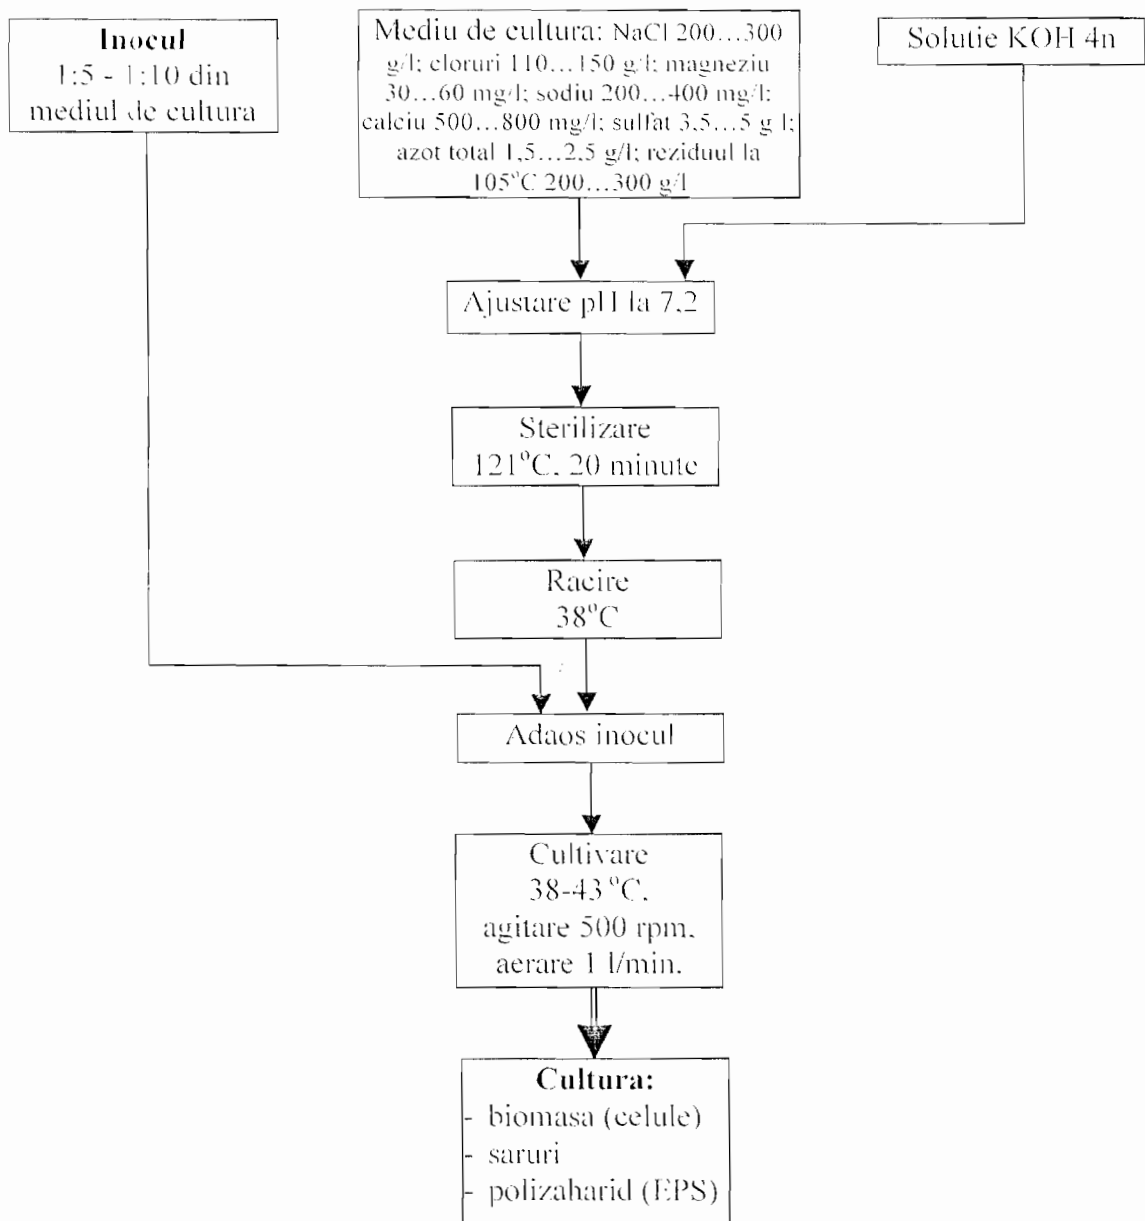 Inocul
1:5 - 1:10 din
mediul de cultura
Mediu de cultura: NaCl 200...300
g/l; cloruri 110...150 g/l; magneziu
30...60 mg/l; sodiu 200...400 mg/l;
calciu 500...800 mg/l; sulfat 3,5...5 g l;
azot total 1,5...2,5 g/l; reziduul la
105°C 200...300 g/l
Solutie KOH 4n
Ajustare pH la 7,2
Sterilizare
121°C, 20 minute
Racire
38°C
Adaos inocul
Cultivare
38-43°C,
agitare 500 rpm,
aerare 1 l/min.
Cultura:
- biomasa (celule)
- saruri
- polizaharid (EPS)